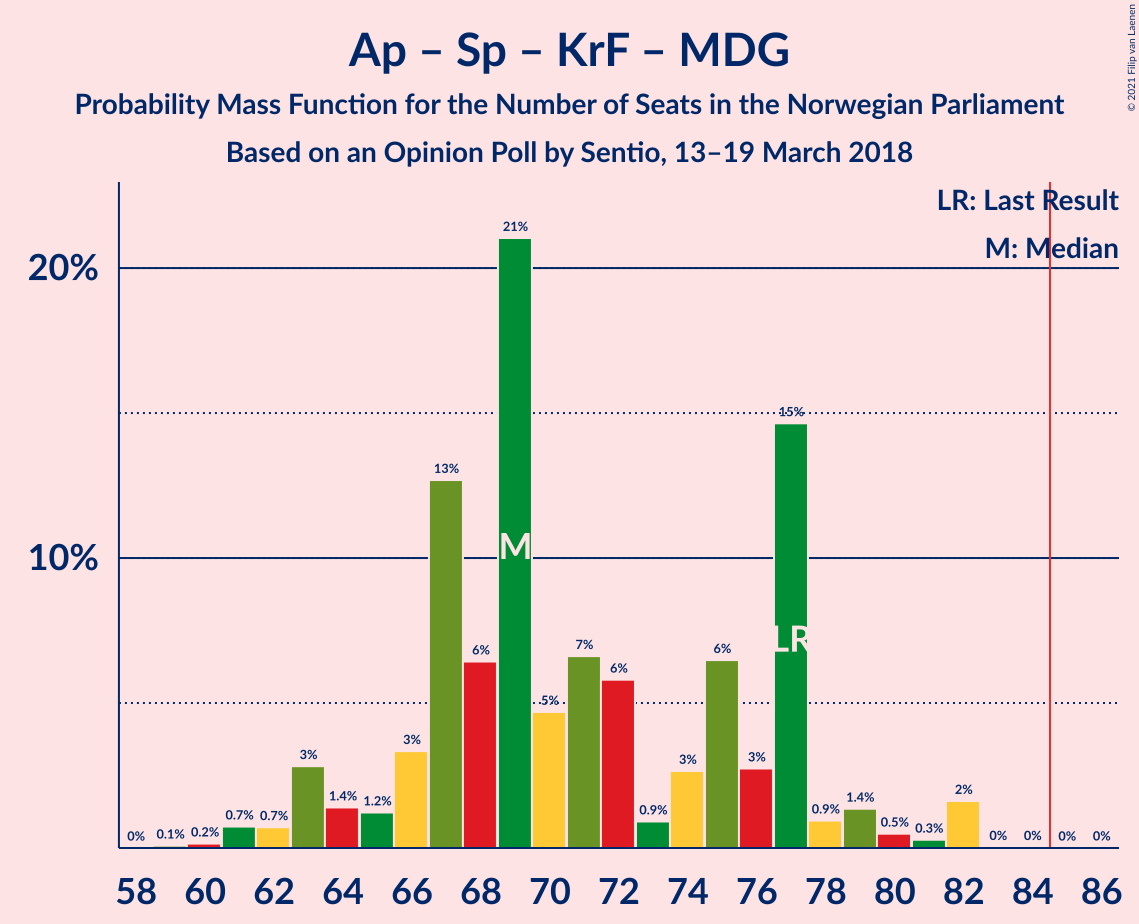 © 2021 Filip van Laenen
Ap – Sp – KrF – MDG
Probability Mass Function for the Number of Seats in the Norwegian Parliament
Based on an Opinion Poll by Sentio, 13–19 March 2018
LR: Last Result
M: Median
20%
10%
0% 0.1% 0.2% 0.7% 0.7% 3% 1.4% 1.2% 3% 13% 6% 21% 5% 7% 6% 0.9% 3% 6% 3% 15% 0.9% 1.4% 0.5% 0.3% 2% 0% 0% 0% 0%
M
LR
58 60 62 64 66 68 70 72 74 76 78 80 82 84 86